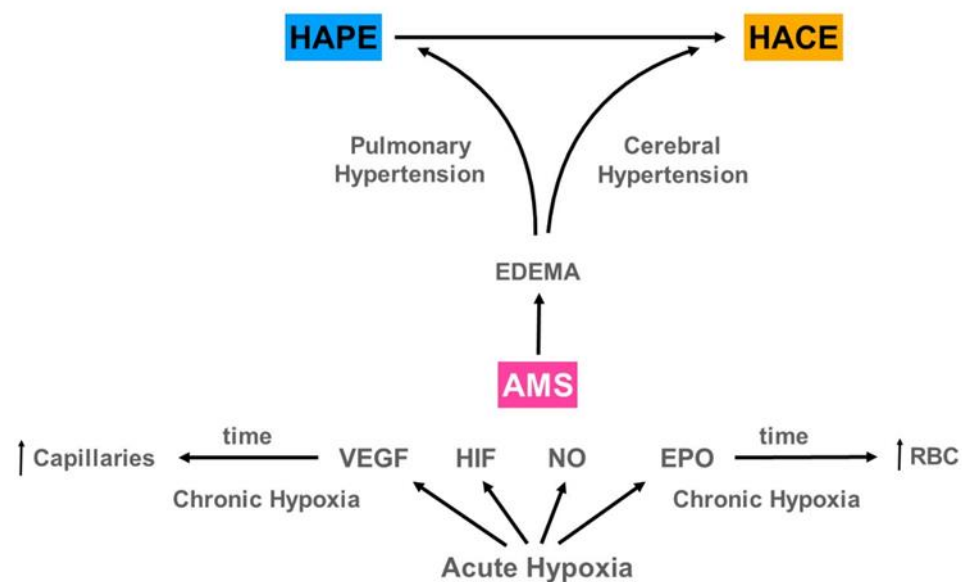 HAPE
HACE
Pulmonary
Hypertension
Cerebral
Hypertension
EDEMA
AMS
Capillaries
time
VEGF
HIF
NO
EPO
time
RBC
Chronic Hypoxia
Chronic Hypoxia
Acute Hypoxia